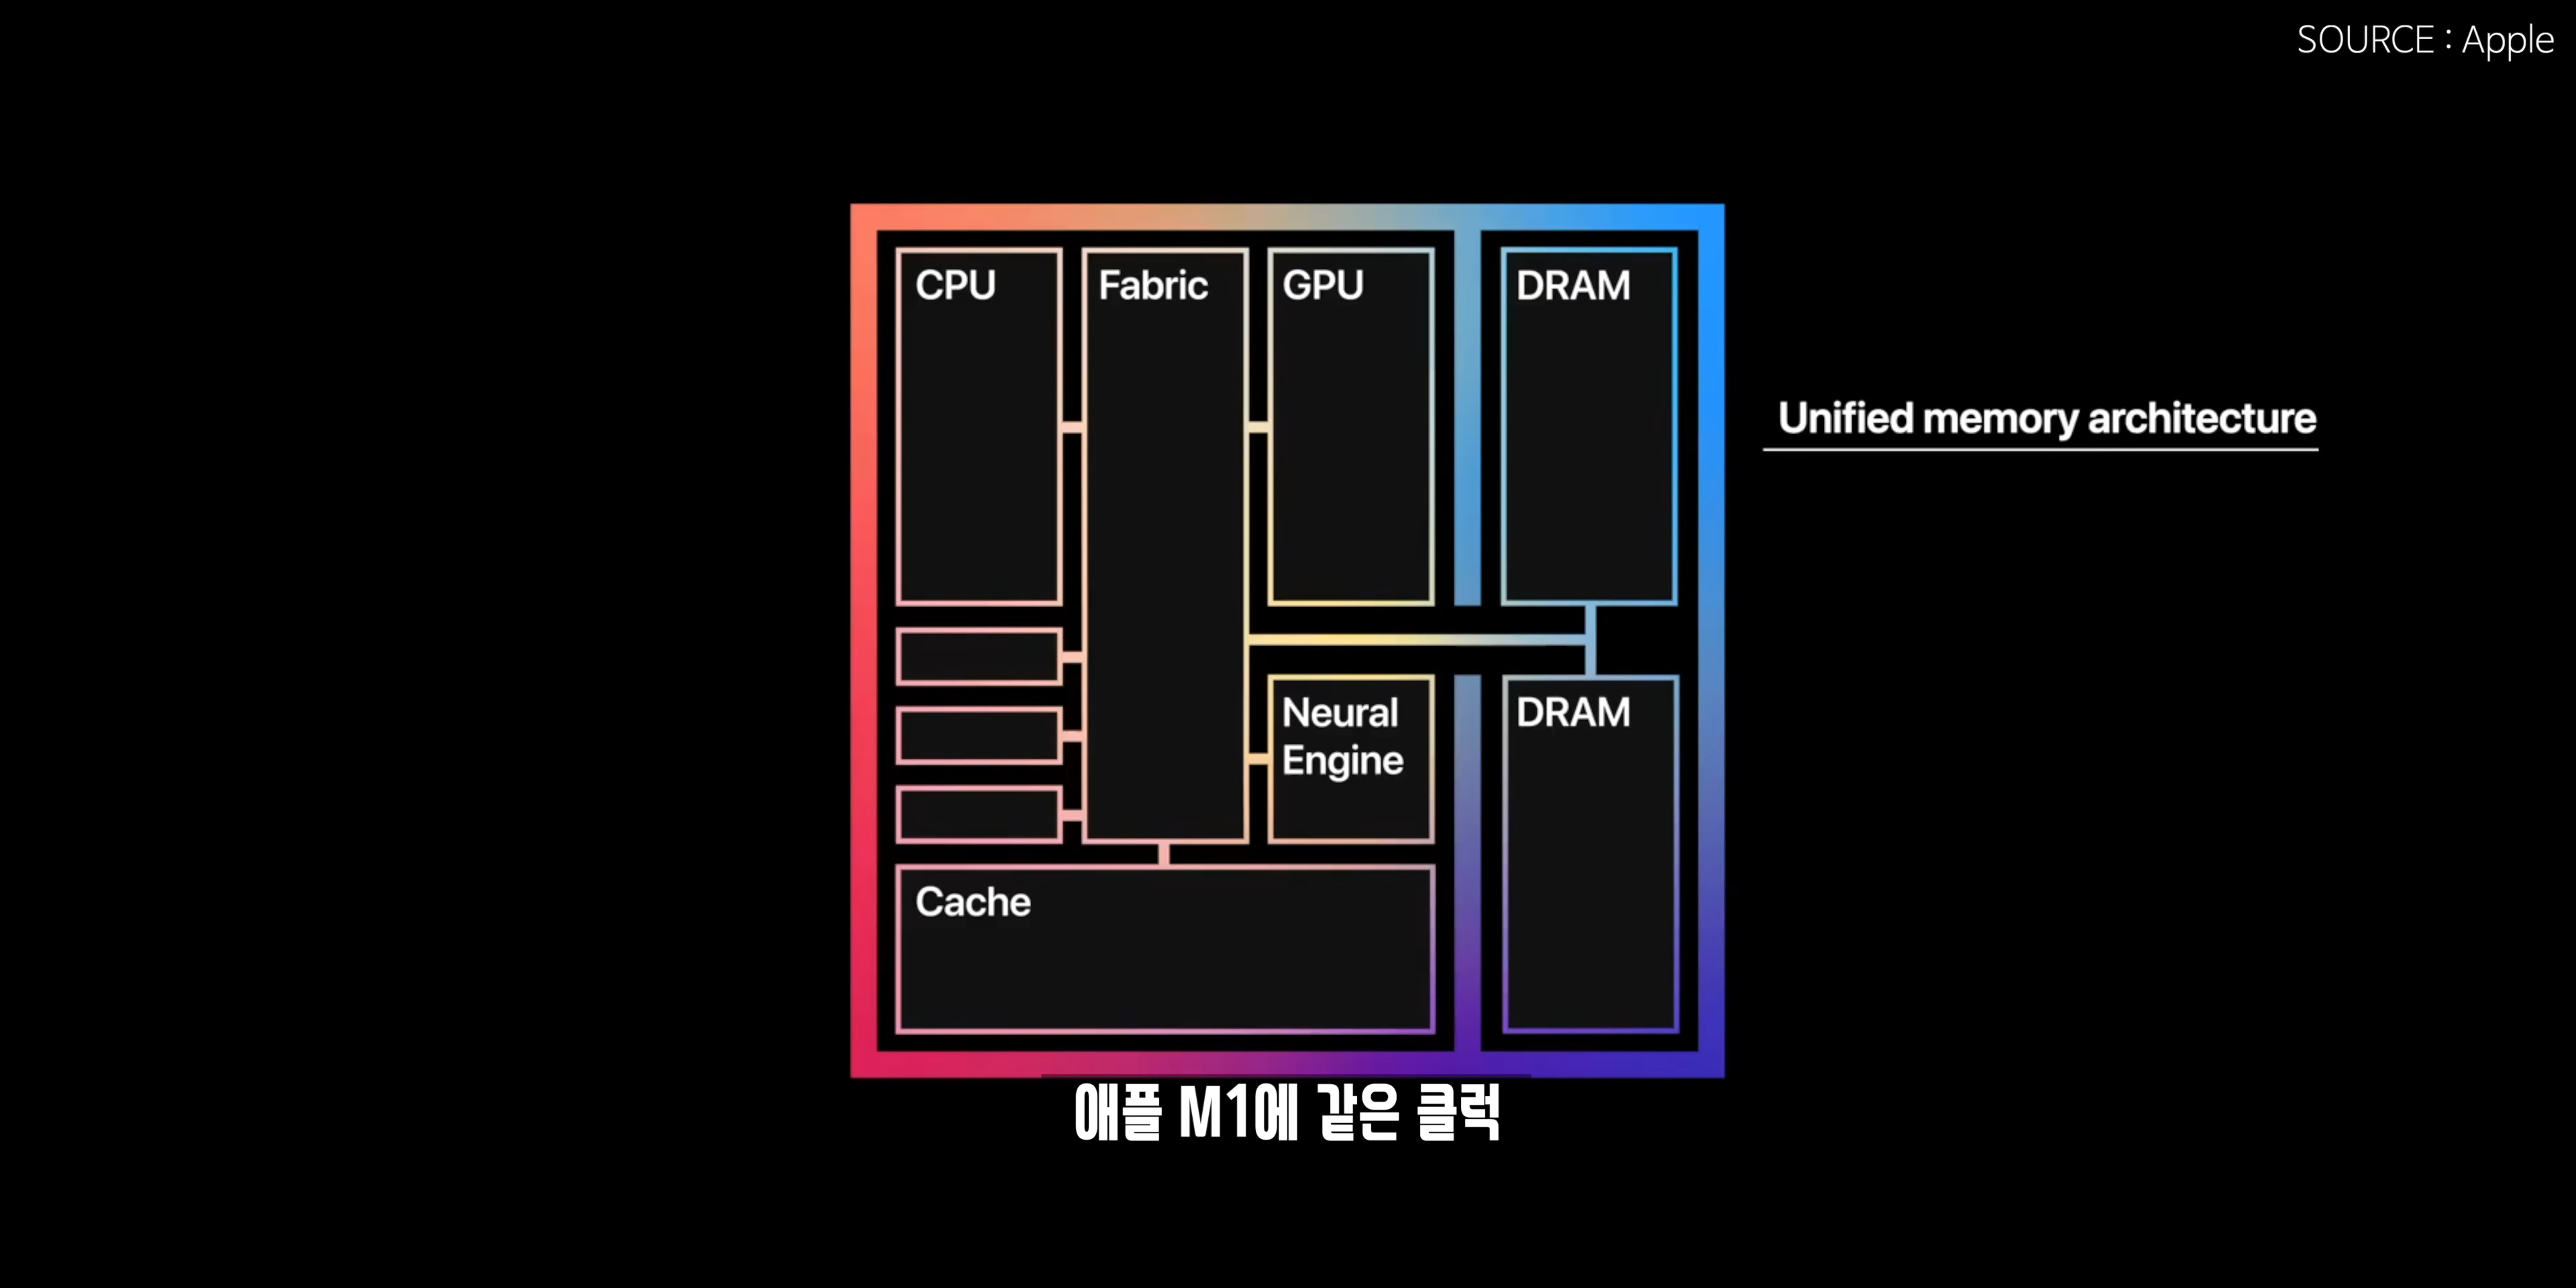 SOURCE : Apple
CPU
Fabric
GPU
DRAM
Unified memory architecture
Neural
Engine
DRAM
Cache
애플 M1에 같은 클럭